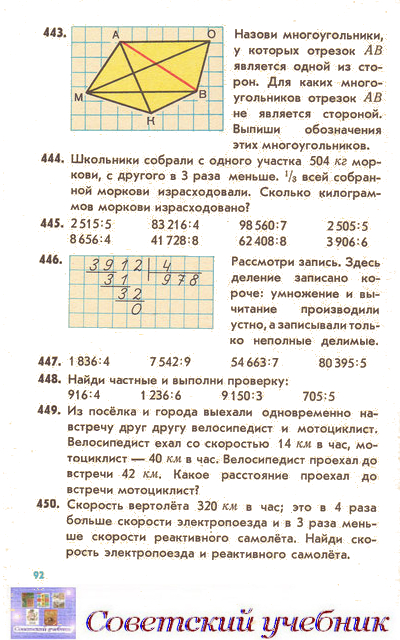 443.
А О М В К
Назови многоугольники,
у которых отрезок АВ
является одной из сто-
рон. Для каких много-
угольников отрезок АВ
не является стороной.
Выпиши обозначения
этих многоугольников.
444. Школьники собрали с одного участка 504 кг мор-
кови, с другого в 3 раза меньше. 1/3 всей собран-
ной моркови израсходовали. Сколько килограм-
мов моркови израсходовано?
445. 2 515:5 83 216:4 98 560:7 2 505:5
8 656:4 41 728:8 62 408:8 3 906:6
446.
3912 4
31 978
32
0
Рассмотри запись. Здесь
деление записано ко-
роче: умножение и вы-
читание производили
устно, а записывали толь-
ко неполные делимые.
447. 1 836:4 7 542:9 54 663:7 80 395:5
448. Найди частные и выполни проверку:
916:4 1 236:6 9 150:3 705:5
449. Из посёлка и города выехали одновременно на-
встречу друг другу велосипедист и мотоциклист.
Велосипедист ехал со скоростью 14 км в час, мо-
тоциклист — 40 км в час. Велосипедист проехал до
встречи 42 км. Какое расстояние проехал до
встречи мотоциклист?
450. Скорость вертолёта 320 км в час; это в 4 раза
больше скорости электропоезда и в 3 раза мень-
ше скорости реактивного самолёта. Найди ско-
рость электропоезда и реактивного самолёта.
92
Советский учебник
Советский учебник